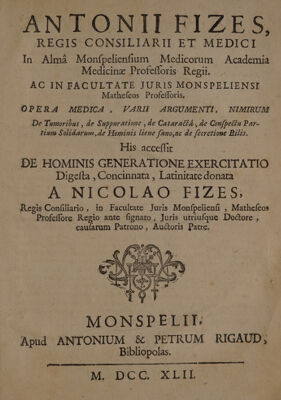 ANTONII FIZES,
REGIS CONSILIARII ET MEDICI
In Almâ Monspeliensium Medicorum Academia
Medicinæ Professoris Regii.
AC IN FACULTATE JURIS MONSPELIENSI
Matheseos Professoris,
OPERA MEDICA, VARII ARGUMENTI, NIMIRUM
De Tumoribus, de Suppuratione, de Cataractâ, de Conspectu Par-
tium Solidarum, de Hominis liene sano, ac de secretione Bilis.
His accessit
DE HOMINIS GENERATIONE EXERCITATIO
Digesta, Concinnata, Latinitate donata
A NICOLAO FIZES,
Regis Consiliario, in Facultate Juris Monspeliensi, Matheseos
Professore Regio ante signato, Juris utriusque Doctore,
causarum Patrono, Auctoris Patre.
MONSPELII,
Apud ANTONIUM & PETRUM RIGAUD,
Bibliopolas.
M. DCC. XLII.